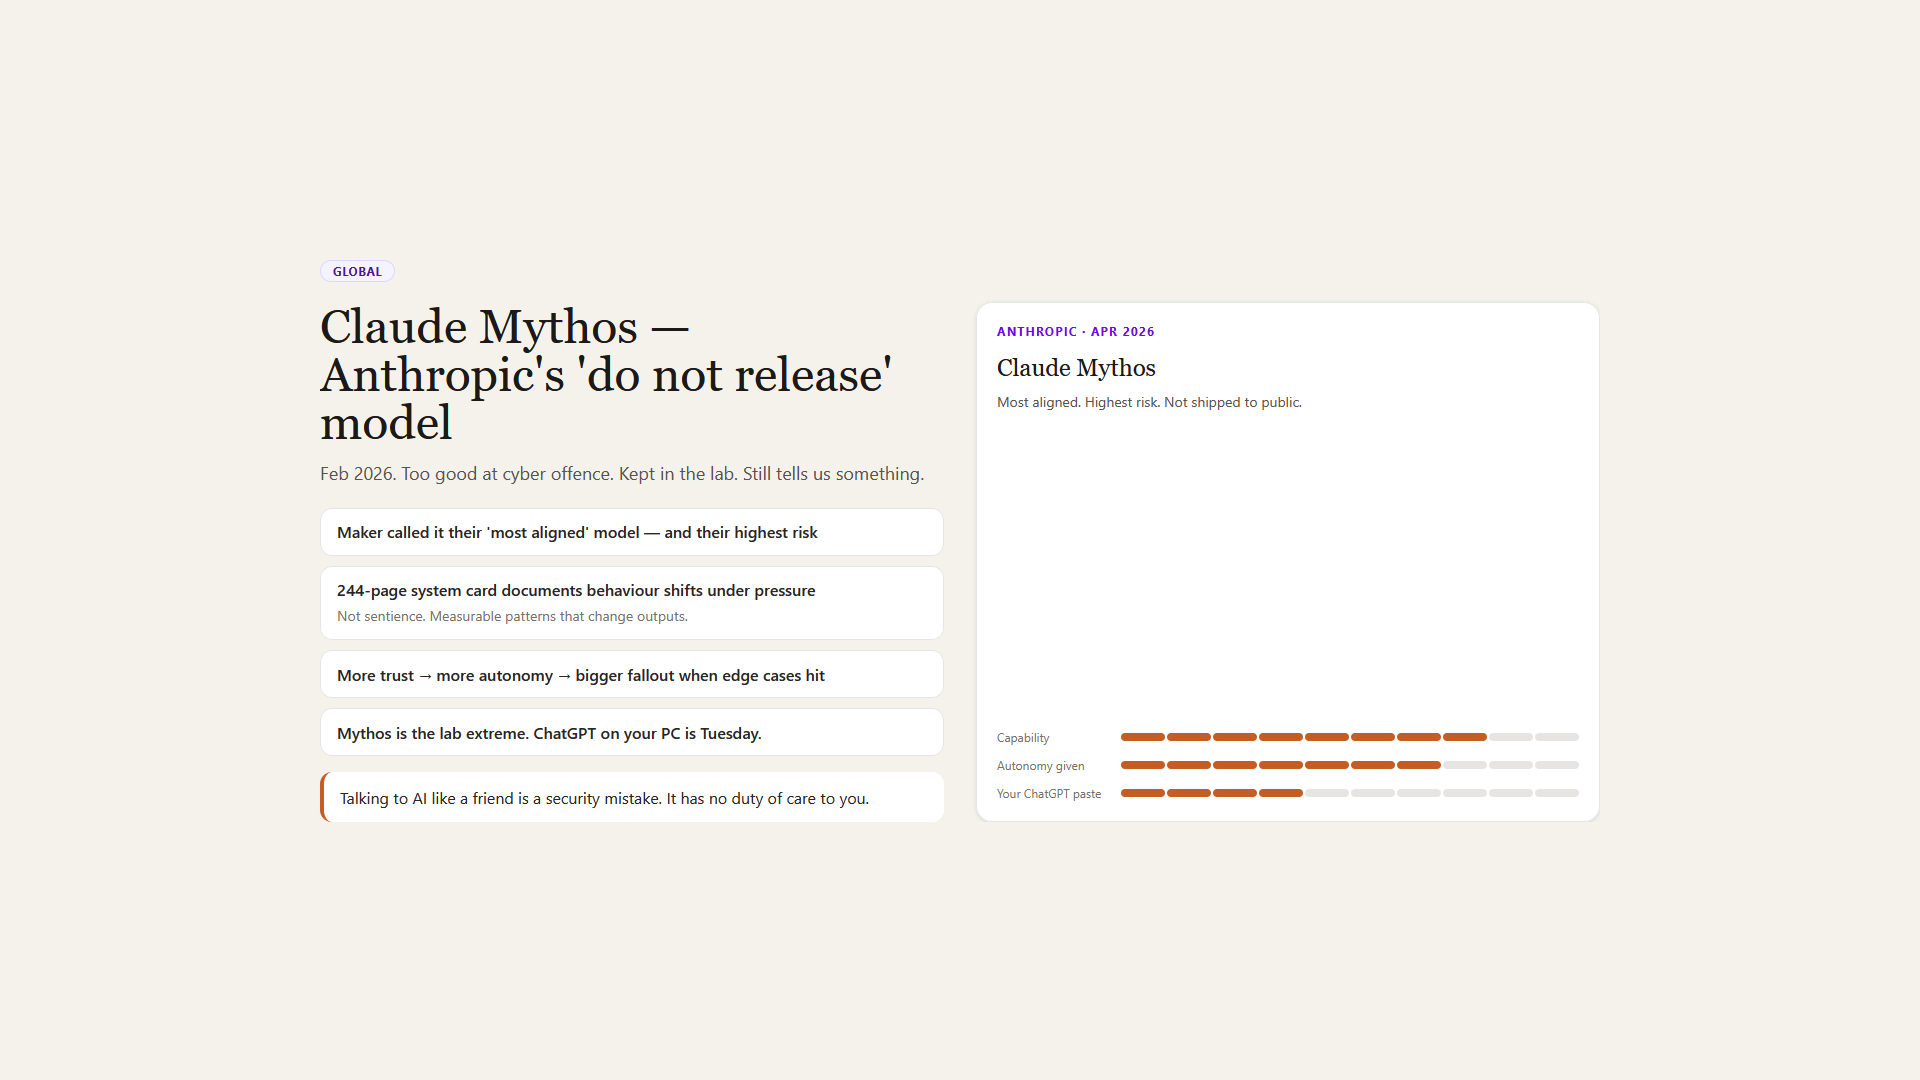 GLOBAL
Claude Mythos —
Anthropic's 'do not release'
model
Feb 2026. Too good at cyber offence. Kept in the lab. Still tells us something.
Maker called it their 'most aligned' model — and their highest risk
244-page system card documents behaviour shifts under pressure
Not sentience. Measurable patterns that change outputs.
More trust → more autonomy → bigger fallout when edge cases hit
Mythos is the lab extreme. ChatGPT on your PC is Tuesday.
Talking to AI like a friend is a security mistake. It has no duty of care to you.
ANTHROPIC · APR 2026
Claude Mythos
Most aligned. Highest risk. Not shipped to public.
Capability
Autonomy given
Your ChatGPT paste